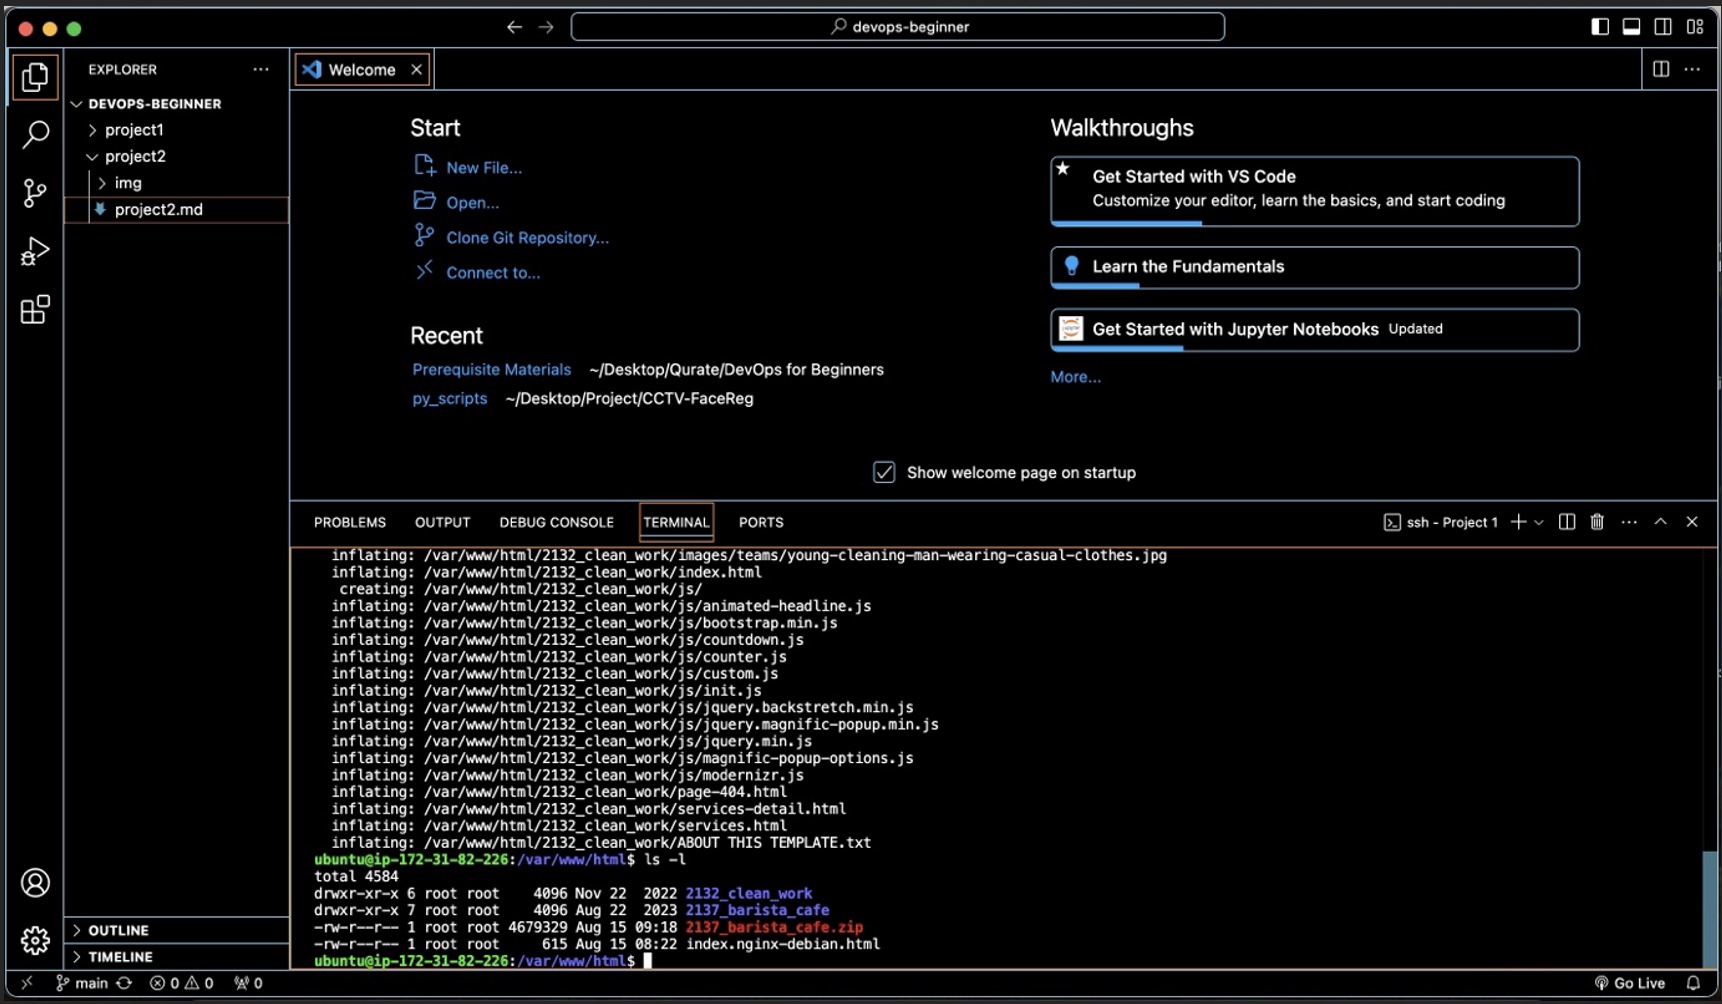 devops-beginner
EXPLORER
Welcome
DEVOPS-BEGINNER
project1
project2
img
project2.md
Start
New File...
Open...
Clone Git Repository...
Connect to...
Recent
Prerequisite Materials ~/Desktop/Qurate/DevOps for Beginners
py_scripts ~/Desktop/Project/CCTV-FaceReg
Walkthroughs
Get Started with VS Code
Customize your editor, learn the basics, and start coding
Learn the Fundamentals
Get Started with Jupyter Notebooks Updated
More...
Show welcome page on startup
PROBLEMS OUTPUT DEBUG CONSOLE TERMINAL PORTS
ssh - Project 1
inflating: /var/www/html/2132_clean_work/images/teams/young-cleaning-man-wearing-casual-clothes.jpg
inflating: /var/www/html/2132_clean_work/index.html
creating: /var/www/html/2132_clean_work/js/
inflating: /var/www/html/2132_clean_work/js/animated-headline.js
inflating: /var/www/html/2132_clean_work/js/bootstrap.min.js
inflating: /var/www/html/2132_clean_work/js/countdown.js
inflating: /var/www/html/2132_clean_work/js/counter.js
inflating: /var/www/html/2132_clean_work/js/custom.js
inflating: /var/www/html/2132_clean_work/js/init.js
inflating: /var/www/html/2132_clean_work/js/jquery.backstretch.min.js
inflating: /var/www/html/2132_clean_work/js/jquery.magnific-popup.min.js
inflating: /var/www/html/2132_clean_work/js/jquery.min.js
inflating: /var/www/html/2132_clean_work/js/magnific-popup-options.js
inflating: /var/www/html/2132_clean_work/js/modernizr.js
inflating: /var/www/html/2132_clean_work/page-404.html
inflating: /var/www/html/2132_clean_work/services-detail.html
inflating: /var/www/html/2132_clean_work/services.html
inflating: /var/www/html/2132_clean_work/ABOUT THIS TEMPLATE.txt
ubuntu@ip-172-31-82-226:/var/www/html$ ls -l
total 4584
drwxr-xr-x 6 root root 4096 Nov 22 2022 2132_clean_work
drwxr-xr-x 7 root root 4096 Aug 22 2023 2137_barista_cafe
-rw-r--r-- 1 root root 4679329 Aug 15 09:18 2137_barista_cafe.zip
-rw-r--r-- 1 root root 615 Aug 15 08:22 index.nginx-debian.html
ubuntu@ip-172-31-82-226:/var/www/html$
OUTLINE
TIMELINE
main 0 0 0 Go Live